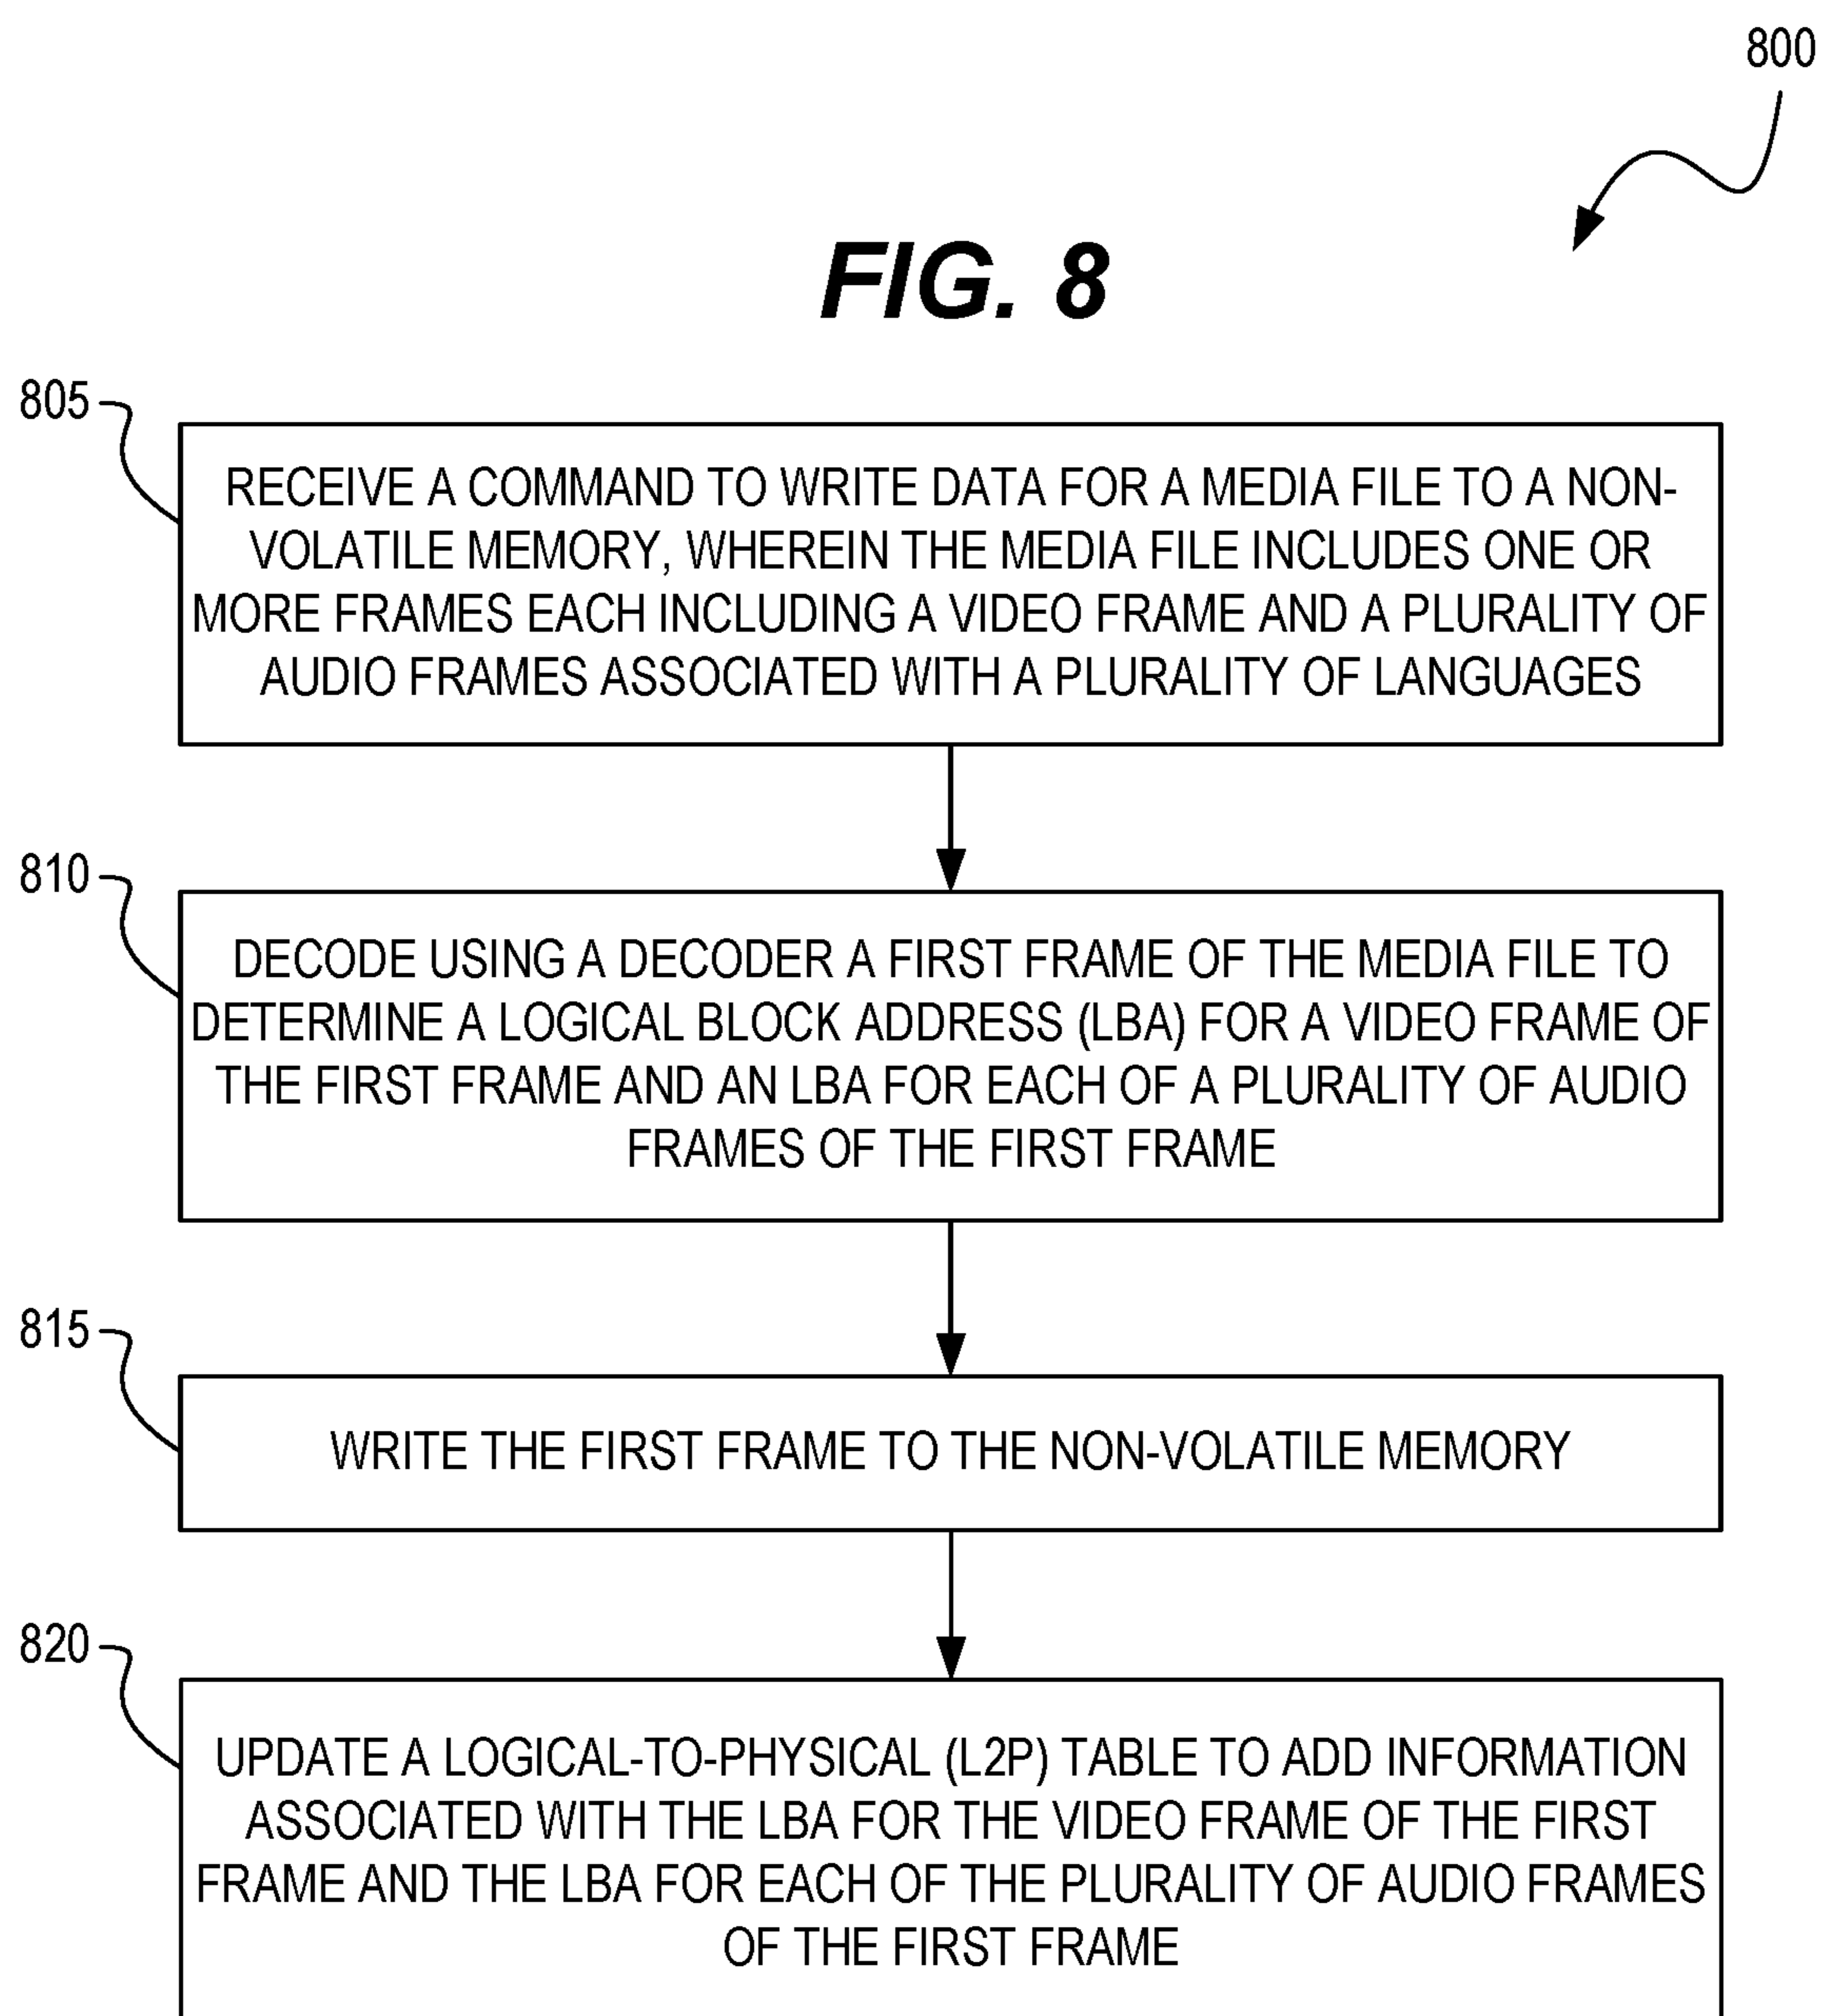 800
FIG. 8
805
RECEIVE A COMMAND TO WRITE DATA FOR A MEDIA FILE TO A NON-
VOLATILE MEMORY, WHEREIN THE MEDIA FILE INCLUDES ONE OR
MORE FRAMES EACH INCLUDING A VIDEO FRAME AND A PLURALITY OF
AUDIO FRAMES ASSOCIATED WITH A PLURALITY OF LANGUAGES
810
DECODE USING A DECODER A FIRST FRAME OF THE MEDIA FILE TO
DETERMINE A LOGICAL BLOCK ADDRESS (LBA) FOR A VIDEO FRAME OF
THE FIRST FRAME AND AN LBA FOR EACH OF A PLURALITY OF AUDIO
FRAMES OF THE FIRST FRAME
815
WRITE THE FIRST FRAME TO THE NON-VOLATILE MEMORY
820
UPDATE A LOGICAL-TO-PHYSICAL (L2P) TABLE TO ADD INFORMATION
ASSOCIATED WITH THE LBA FOR THE VIDEO FRAME OF THE FIRST
FRAME AND THE LBA FOR EACH OF THE PLURALITY OF AUDIO FRAMES
OF THE FIRST FRAME